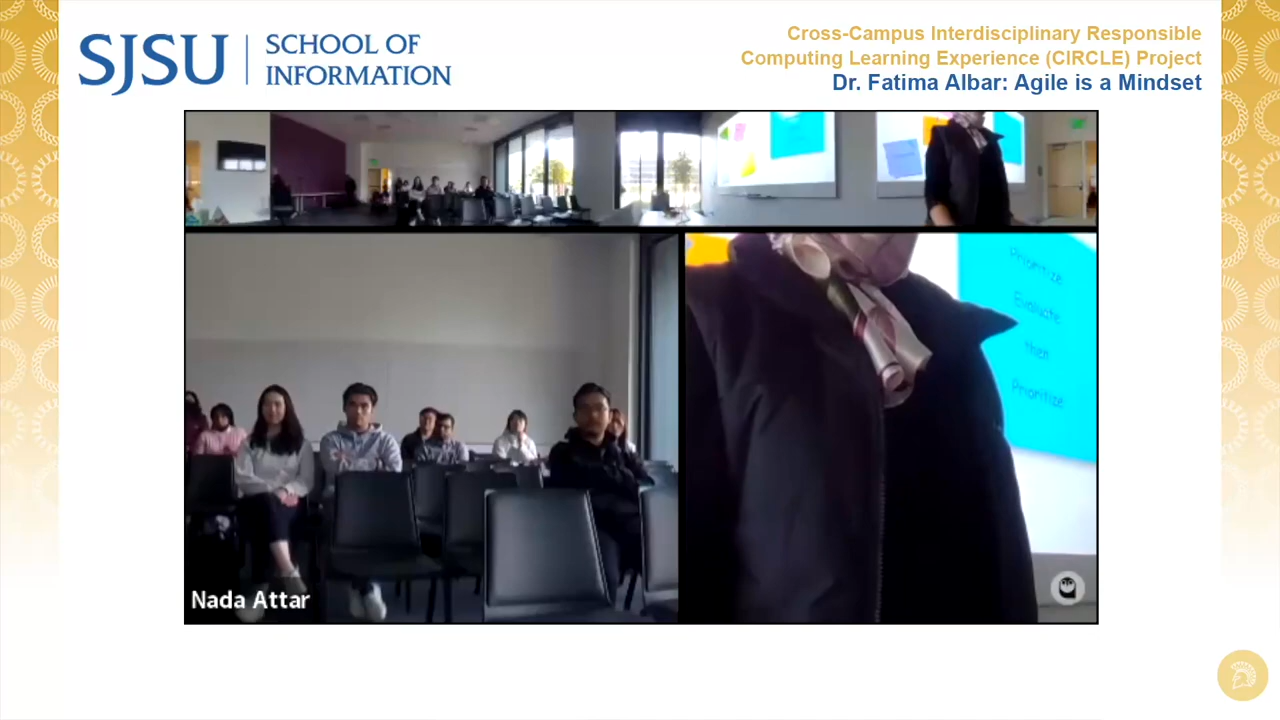 SJSU
SCHOOL OF
INFORMATION
Cross-Campus Interdisciplinary Responsible
Computing Learning Experience (CIRCLE) Project
Dr. Fatima Albar: Agile is a Mindset
Prioritize
Evaluate
then
Prioritize
Nada Attar